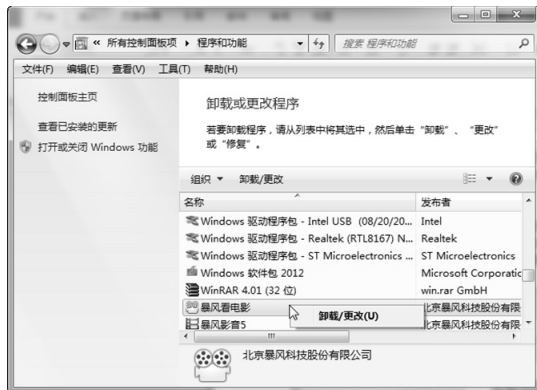 « 所有控制面板项 ▸ 程序和功能
搜索 程序和功能
文件(F) 编辑(E) 查看(V) 工具(T) 帮助(H)
控制面板主页
查看已安装的更新
打开或关闭 Windows 功能
卸载或更改程序
若要卸载程序，请从列表中将其选中，然后单击“卸载”、“更改”
或“修复”。
组织 卸载/更改
名称 发布者
Windows 驱动程序包 - Intel USB (08/20/20... Intel
Windows 驱动程序包 - Realtek (RTL8167) N... Realtek
Windows 驱动程序包 - ST Microelectronics ... ST Microelectronics
Windows 软件包 2012 Microsoft Corporatic
WinRAR 4.01 (32 位) win.rar GmbH
暴风看电影 北京暴风科技股份有限
卸载/更改(U)
暴风影音5 北京暴风科技股份有限
北京暴风科技股份有限公司